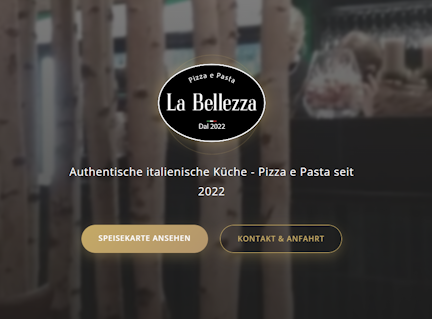 Pizza e Pasta
La Bellezza
Dal 2022
Authentische italienische Küche - Pizza e Pasta seit
2022
SPEISEKARTE ANSEHEN
KONTAKT & ANFAHRT